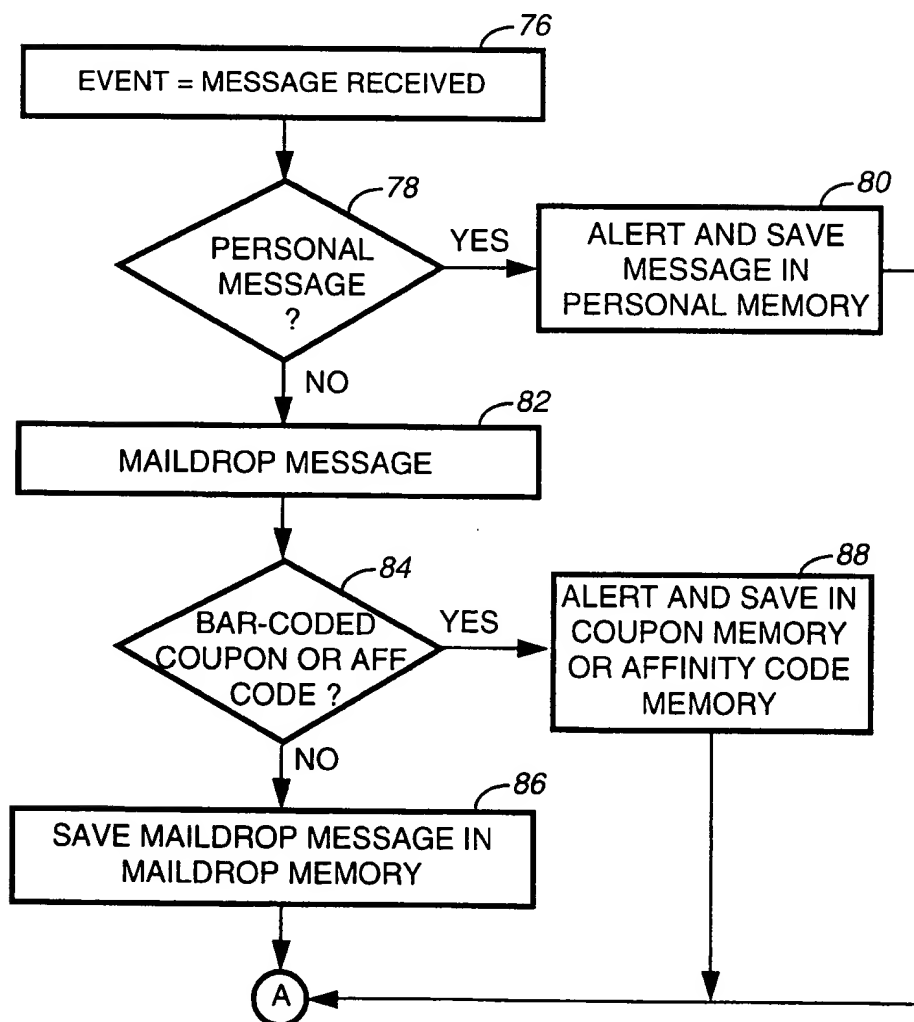 76
EVENT = MESSAGE RECEIVED
78
PERSONAL
MESSAGE
?
YES
80
ALERT AND SAVE
MESSAGE IN
PERSONAL MEMORY
NO
82
MAILDROP MESSAGE
84
BAR-CODED
COUPON OR AFF
CODE ?
YES
88
ALERT AND SAVE IN
COUPON MEMORY
OR AFFINITY CODE
MEMORY
NO
86
SAVE MAILDROP MESSAGE IN
MAILDROP MEMORY
A